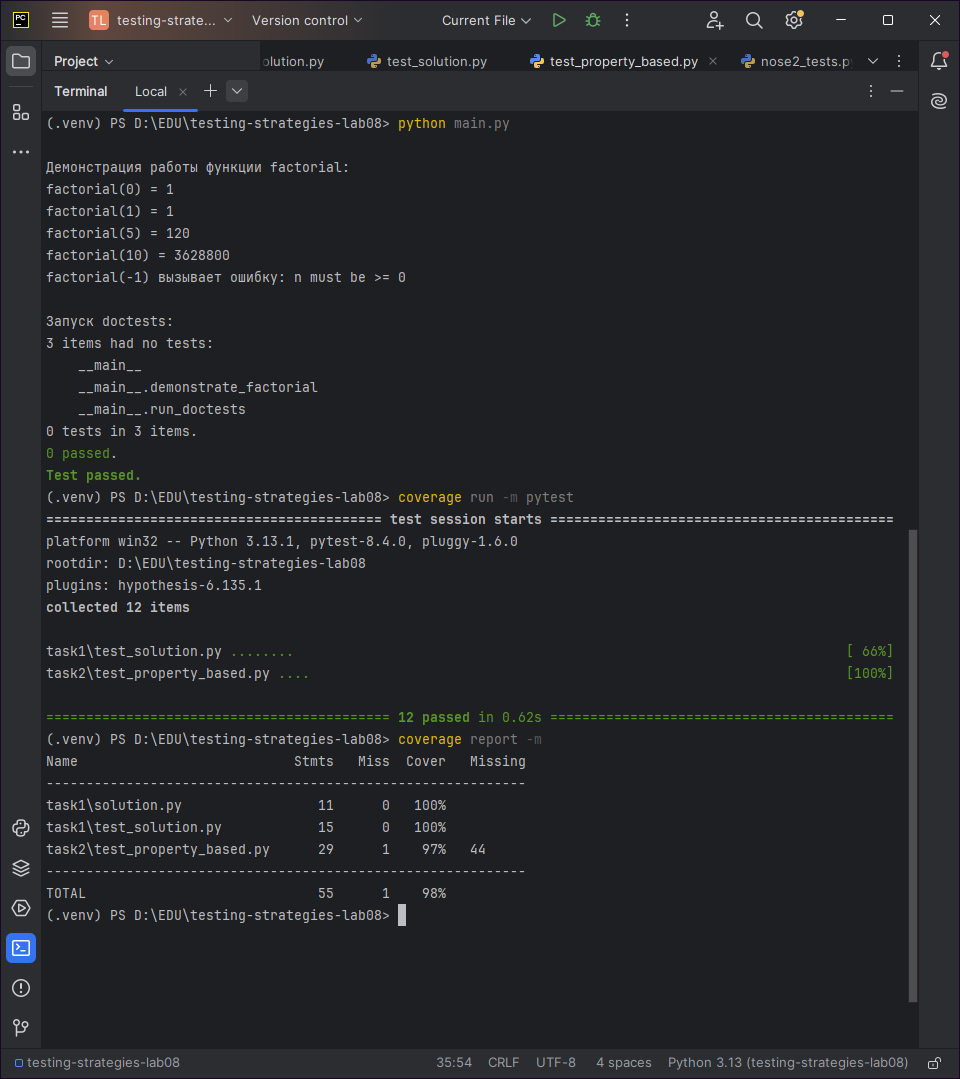 PC TL testing-strate... Version control Current File
Project olution.py test_solution.py test_property_based.py nose2_tests.py
Terminal Local
(.venv) PS D:\EDU\testing-strategies-lab08> python main.py
Демонстрация работы функции factorial:
factorial(0) = 1
factorial(1) = 1
factorial(5) = 120
factorial(10) = 3628800
factorial(-1) вызывает ошибку: n must be >= 0
Запуск doctests:
3 items had no tests:
    __main__
    __main__.demonstrate_factorial
    __main__.run_doctests
0 tests in 3 items.
0 passed.
Test passed.
(.venv) PS D:\EDU\testing-strategies-lab08> coverage run -m pytest
========================================== test session starts ===========================================
platform win32 -- Python 3.13.1, pytest-8.4.0, pluggy-1.6.0
rootdir: D:\EDU\testing-strategies-lab08
plugins: hypothesis-6.135.1
collected 12 items
task1\test_solution.py ........ [ 66%]
task2\test_property_based.py .... [100%]
=========================================== 12 passed in 0.62s ===========================================
(.venv) PS D:\EDU\testing-strategies-lab08> coverage report -m
Name                           Stmts   Miss  Cover   Missing
------------------------------------------------------------
task1\solution.py                 11      0   100%
task1\test_solution.py            15      0   100%
task2\test_property_based.py      29      1    97%   44
------------------------------------------------------------
TOTAL                             55      1    98%
(.venv) PS D:\EDU\testing-strategies-lab08>
testing-strategies-lab08 35:54 CRLF UTF-8 4 spaces Python 3.13 (testing-strategies-lab08)